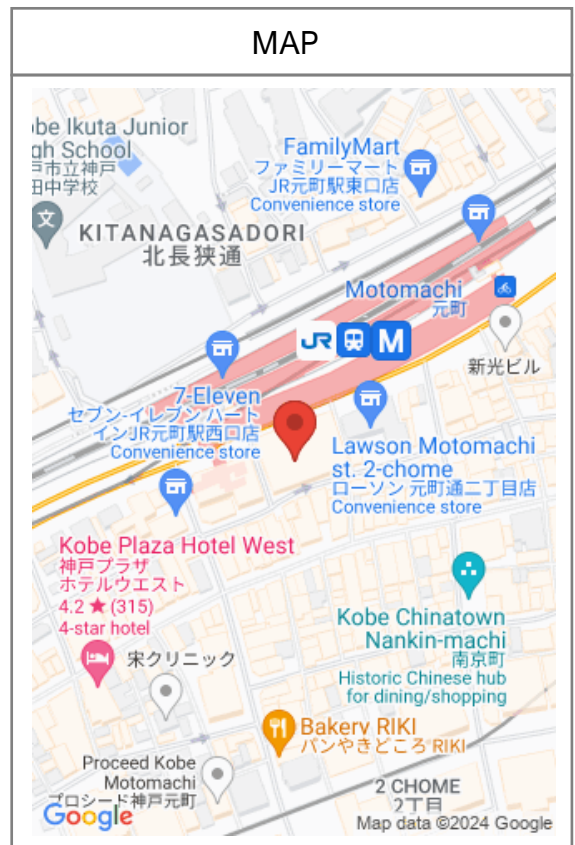 MAP
be Ikuta Junior
gh School
戸市立神戸
田中学校
FamilyMart
ファミリーマート
JR元町駅東口店
Convenience store
文
KITANAGASADORI
北長狭通
Motomachi
元町
JR
M
新光ビル
7-Eleven
セブン-イレブン ハート
インJR元町駅西口店
Convenience store
Lawson Motomachi
st. 2-chome
ローソン 元町通二丁目店
Convenience store
Kobe Plaza Hotel West
神戸プラザ
ホテルウエスト
4.2 ★ (315)
4-star hotel
宋クリニック
Kobe Chinatown
Nankin-machi
南京町
Historic Chinese hub
for dining/shopping
Bakery RIKI
パンやきどころ RIKI
Proceed Kobe
Motomachi
プロシード神戸元町
2 CHOME
2丁目
Google
Map data ©2024 Google